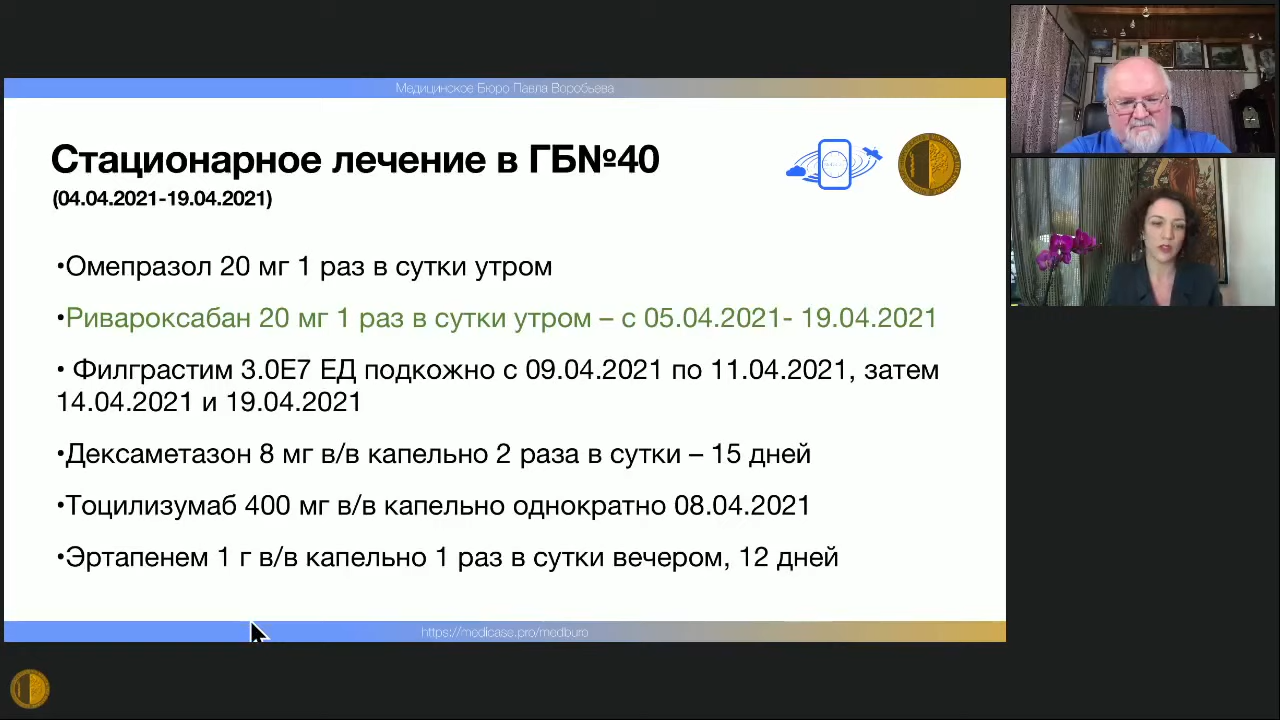 Медицинское Бюро Павла Воробьева
Стационарное лечение в ГБ№40
(04.04.2021-19.04.2021)
•Омепразол 20 мг 1 раз в сутки утром
•Ривароксабан 20 мг 1 раз в сутки утром – с 05.04.2021- 19.04.2021
• Филграстим 3.0Е7 ЕД подкожно с 09.04.2021 по 11.04.2021, затем
14.04.2021 и 19.04.2021
•Дексаметазон 8 мг в/в капельно 2 раза в сутки – 15 дней
•Тоцилизумаб 400 мг в/в капельно однократно 08.04.2021
•Эртапенем 1 г в/в капельно 1 раз в сутки вечером, 12 дней
https://medicase.pro/medburo